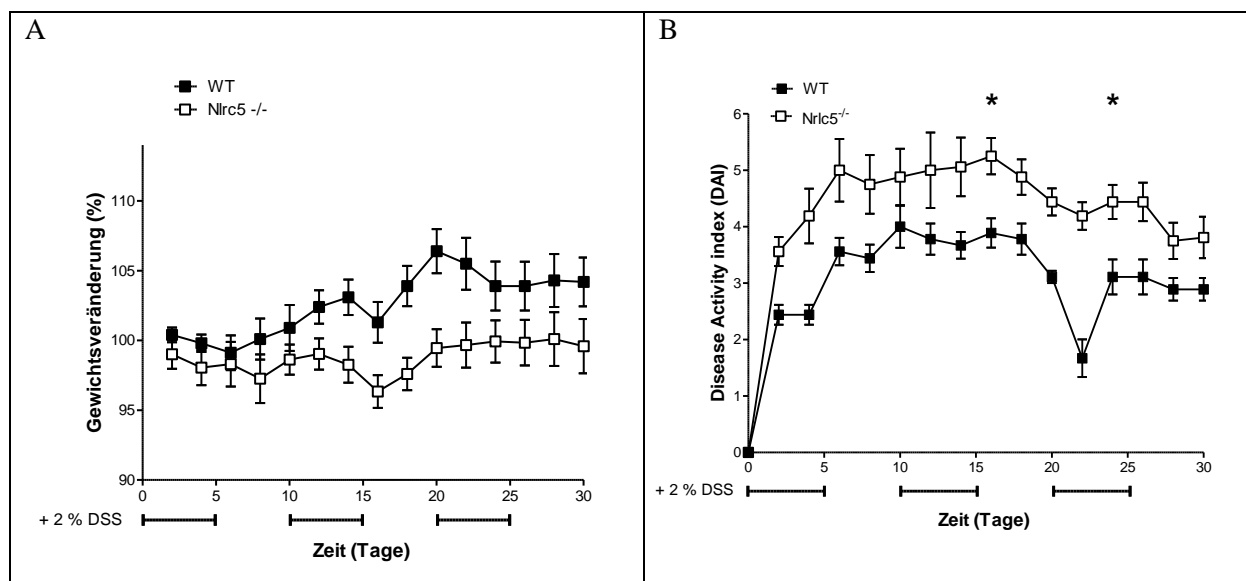 A
WT
Nlrc5 -/-
Gewichtsveränderung (%)
110
105
100
95
90
0 5 10 15 20 25 30
+ 2 % DSS
Zeit (Tage)
B
* *
WT
Nrlc5-/-
Disease Activity index (DAI)
6
5
4
3
2
1
0
0 5 10 15 20 25 30
+ 2 % DSS
Zeit (Tage)